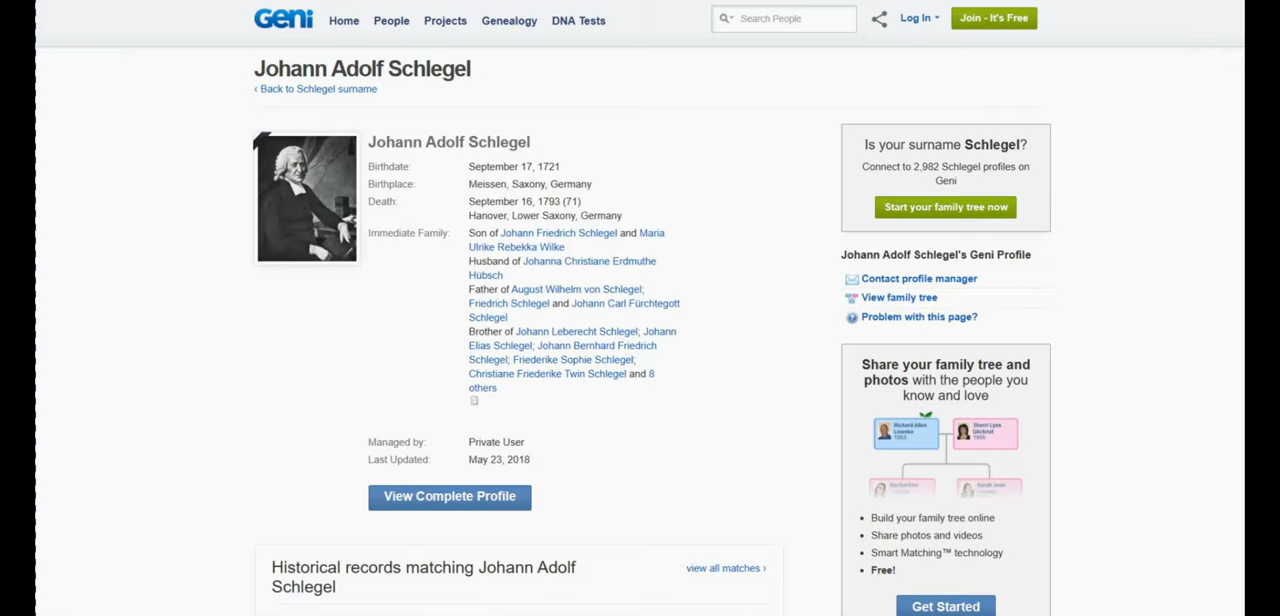 Geni
Home People Projects Genealogy DNA Tests
Search People
Log In
Join - It's Free
Johann Adolf Schlegel
‹ Back to Schlegel surname
Johann Adolf Schlegel
Birthdate: September 17, 1721
Birthplace: Meissen, Saxony, Germany
Death: September 16, 1793 (71)
Hanover, Lower Saxony, Germany
Immediate Family: Son of Johann Friedrich Schlegel and Maria
Ulrike Rebekka Wilke
Husband of Johanna Christiane Erdmuthe
Hübsch
Father of August Wilhelm von Schlegel;
Friedrich Schlegel and Johann Carl Fürchtegott
Schlegel
Brother of Johann Leberecht Schlegel; Johann
Elias Schlegel; Johann Bernhard Friedrich
Schlegel; Friederike Sophie Schlegel;
Christiane Friederike Twin Schlegel and 8
others
Managed by: Private User
Last Updated: May 23, 2018
View Complete Profile
Historical records matching Johann Adolf
Schlegel
view all matches ›
Is your surname Schlegel?
Connect to 2,982 Schlegel profiles on
Geni
Start your family tree now
Johann Adolf Schlegel's Geni Profile
Contact profile manager
View family tree
Problem with this page?
Share your family tree and
photos with the people you
know and love
Richard Allen
Sherri Lynn
Gilchrist
• Build your family tree online
• Share photos and videos
• Smart Matching™ technology
• Free!
Get Started